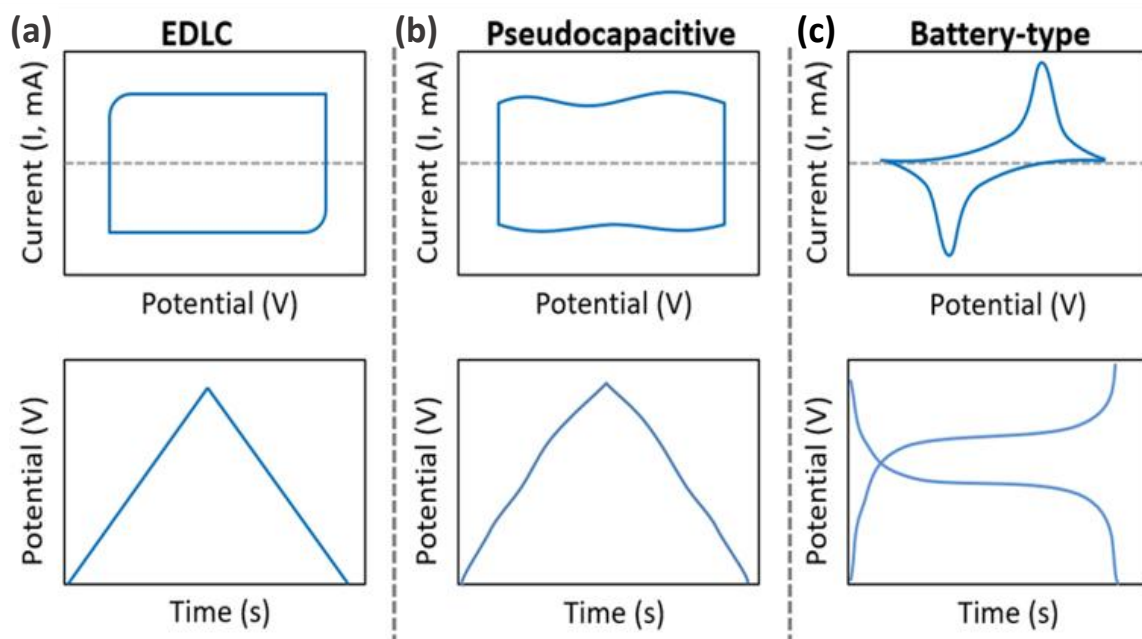 (a) EDLC
(b) Pseudocapacitive
(c) Battery-type
Current (I, mA)
Current (I, mA)
Current (I, mA)
Potential (V)
Potential (V)
Potential (V)
Potential (V)
Potential (V)
Potential (V)
Time (s)
Time (s)
Time (s)